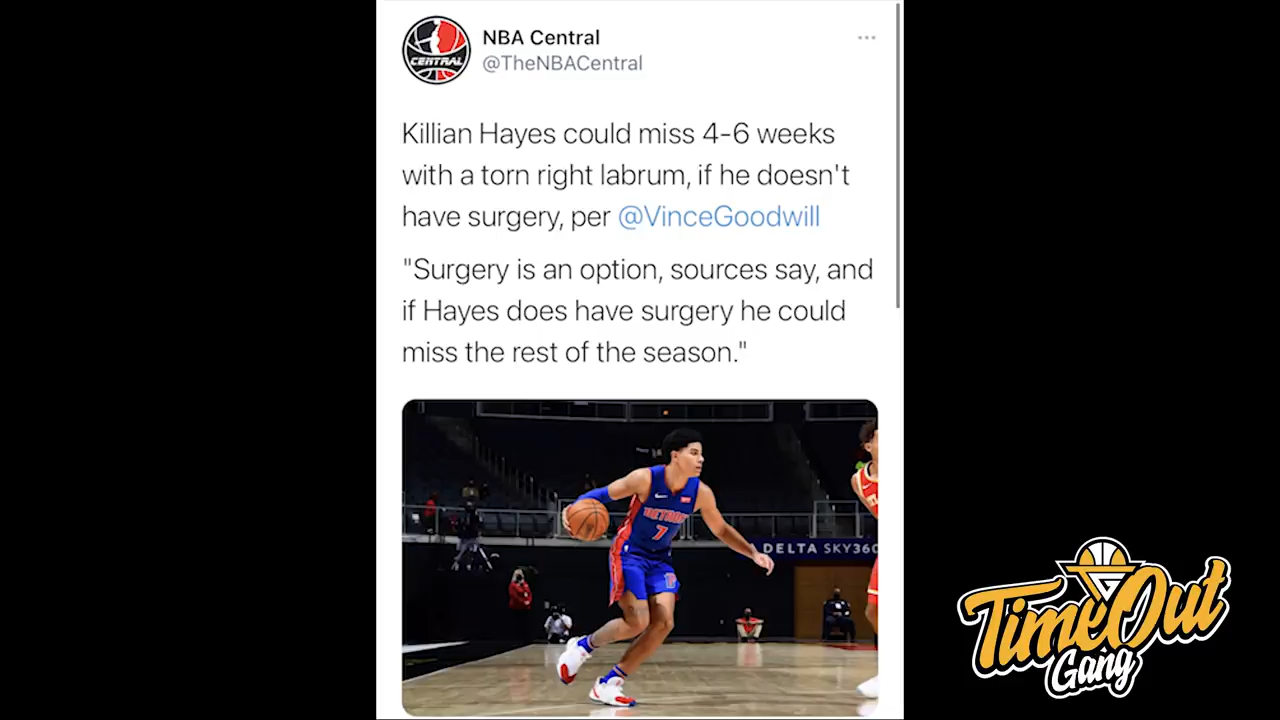 NBA Central
@TheNBACentral
Killian Hayes could miss 4-6 weeks
with a torn right labrum, if he doesn't
have surgery, per @VinceGoodwill
"Surgery is an option, sources say, and
if Hayes does have surgery he could
miss the rest of the season."
CENTRAL
DETROIT
7
DELTA SKY360
TimeOut
Gang